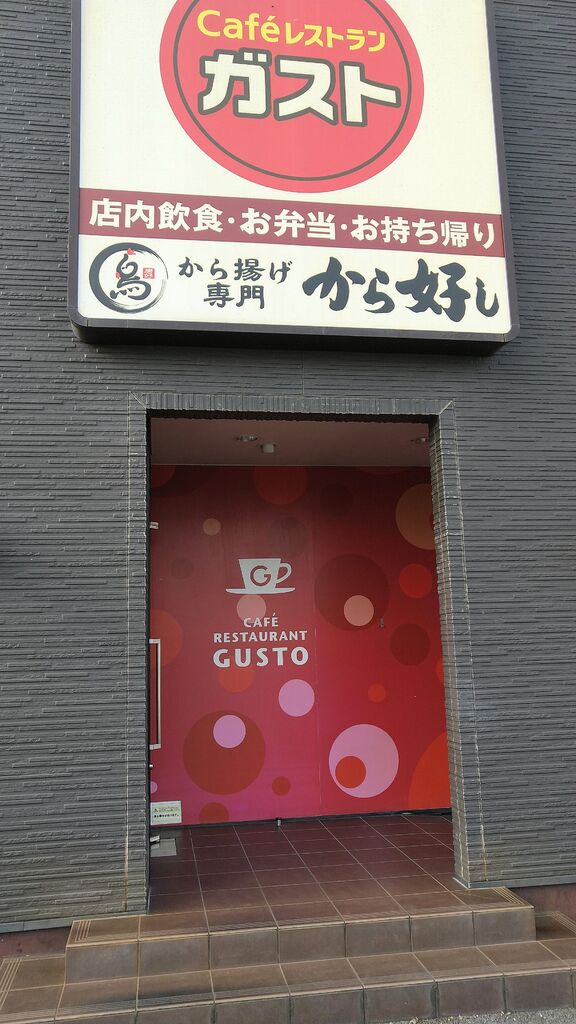 Caféレストラン
ガスト
店内飲食・お弁当・お持ち帰り
鳥
から揚げ
専門
から好し
G
CAFÉ
RESTAURANT
GUSTO